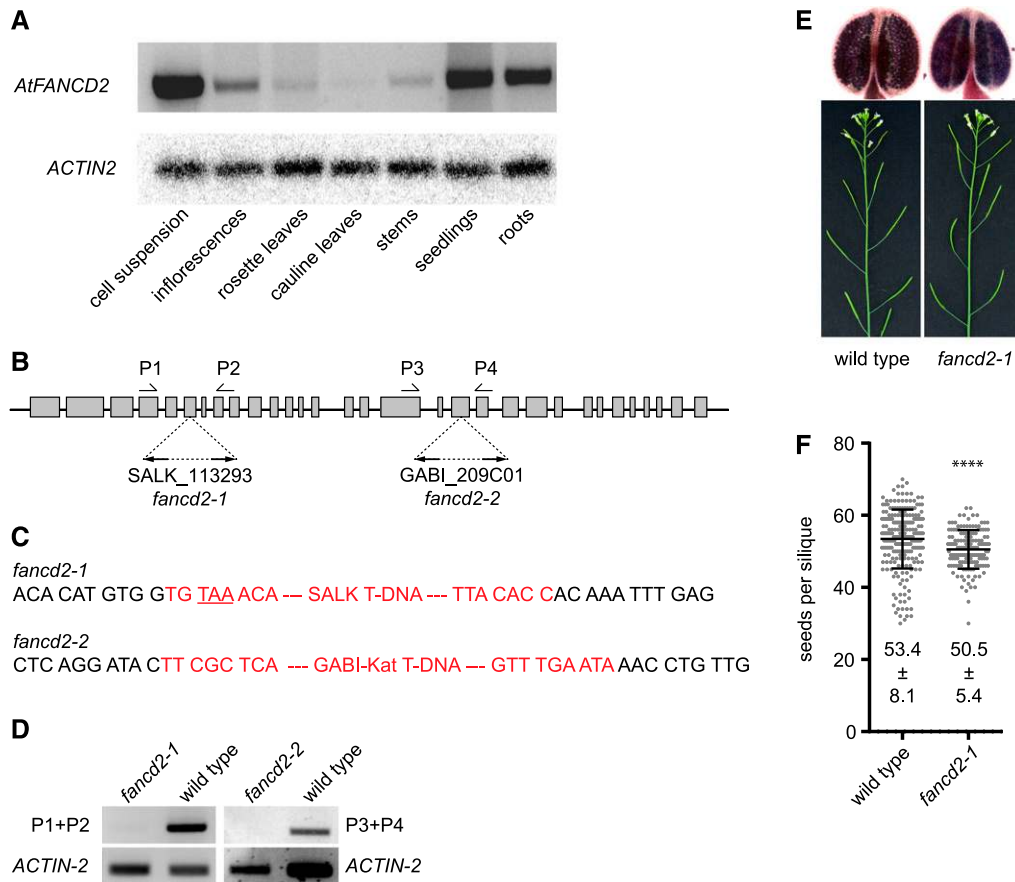 A
AtFANCD2
ACTIN2
cell suspension
inflorescences
rosette leaves
cauline leaves
stems
seedlings
roots
B
P1 P2 P3 P4
SALK_113293 GABI_209C01
fancd2-1 fancd2-2
C
fancd2-1
ACA CAT GTG GTG TAA ACA --- SALK T-DNA --- TTA CAC CAC AAA TTT GAG
fancd2-2
CTC AGG ATA CTT CGC TCA --- GABI-Kat T-DNA --- GTT TGA ATA AAC CTG TTG
D
fancd2-1 wild type fancd2-2 wild type
P1+P2 P3+P4
ACTIN-2 ACTIN-2
E
wild type fancd2-1
F
seeds per silique
80
60
40
20
0
****
53.4 50.5
± ±
8.1 5.4
wild type fancd2-1